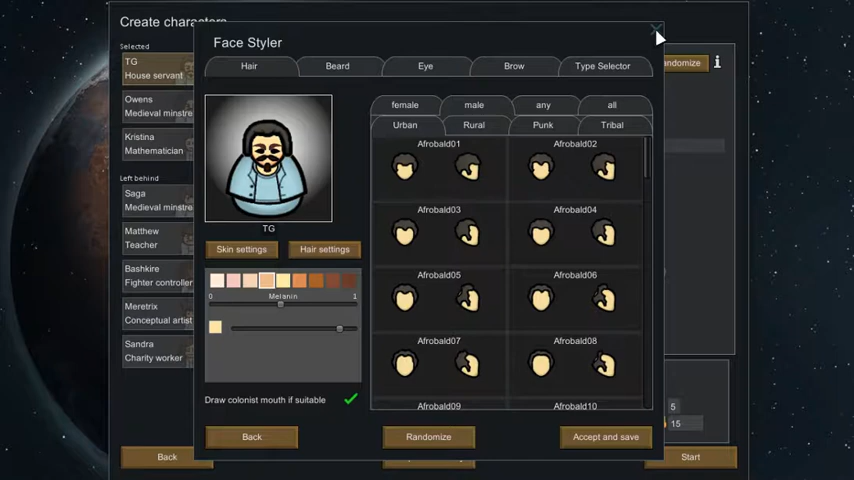 Create characters
Selected
TG
House servant
Owens
Medieval minstre
Kristina
Mathematician
Left behind
Saga
Medieval minstre
Matthew
Teacher
Bashkire
Fighter controller
Meretrix
Conceptual artist
Sandra
Charity worker
Back
Face Styler
Hair
Beard
Eye
Brow
Type Selector
TG
Skin settings
Hair settings
0 Melanin 1
Draw colonist mouth if suitable
female
male
any
all
Urban
Rural
Punk
Tribal
Afrobald01
Afrobald02
Afrobald03
Afrobald04
Afrobald05
Afrobald06
Afrobald07
Afrobald08
Afrobald09
Afrobald10
Back
Randomize
Accept and save
andomize
i
5
15
Start